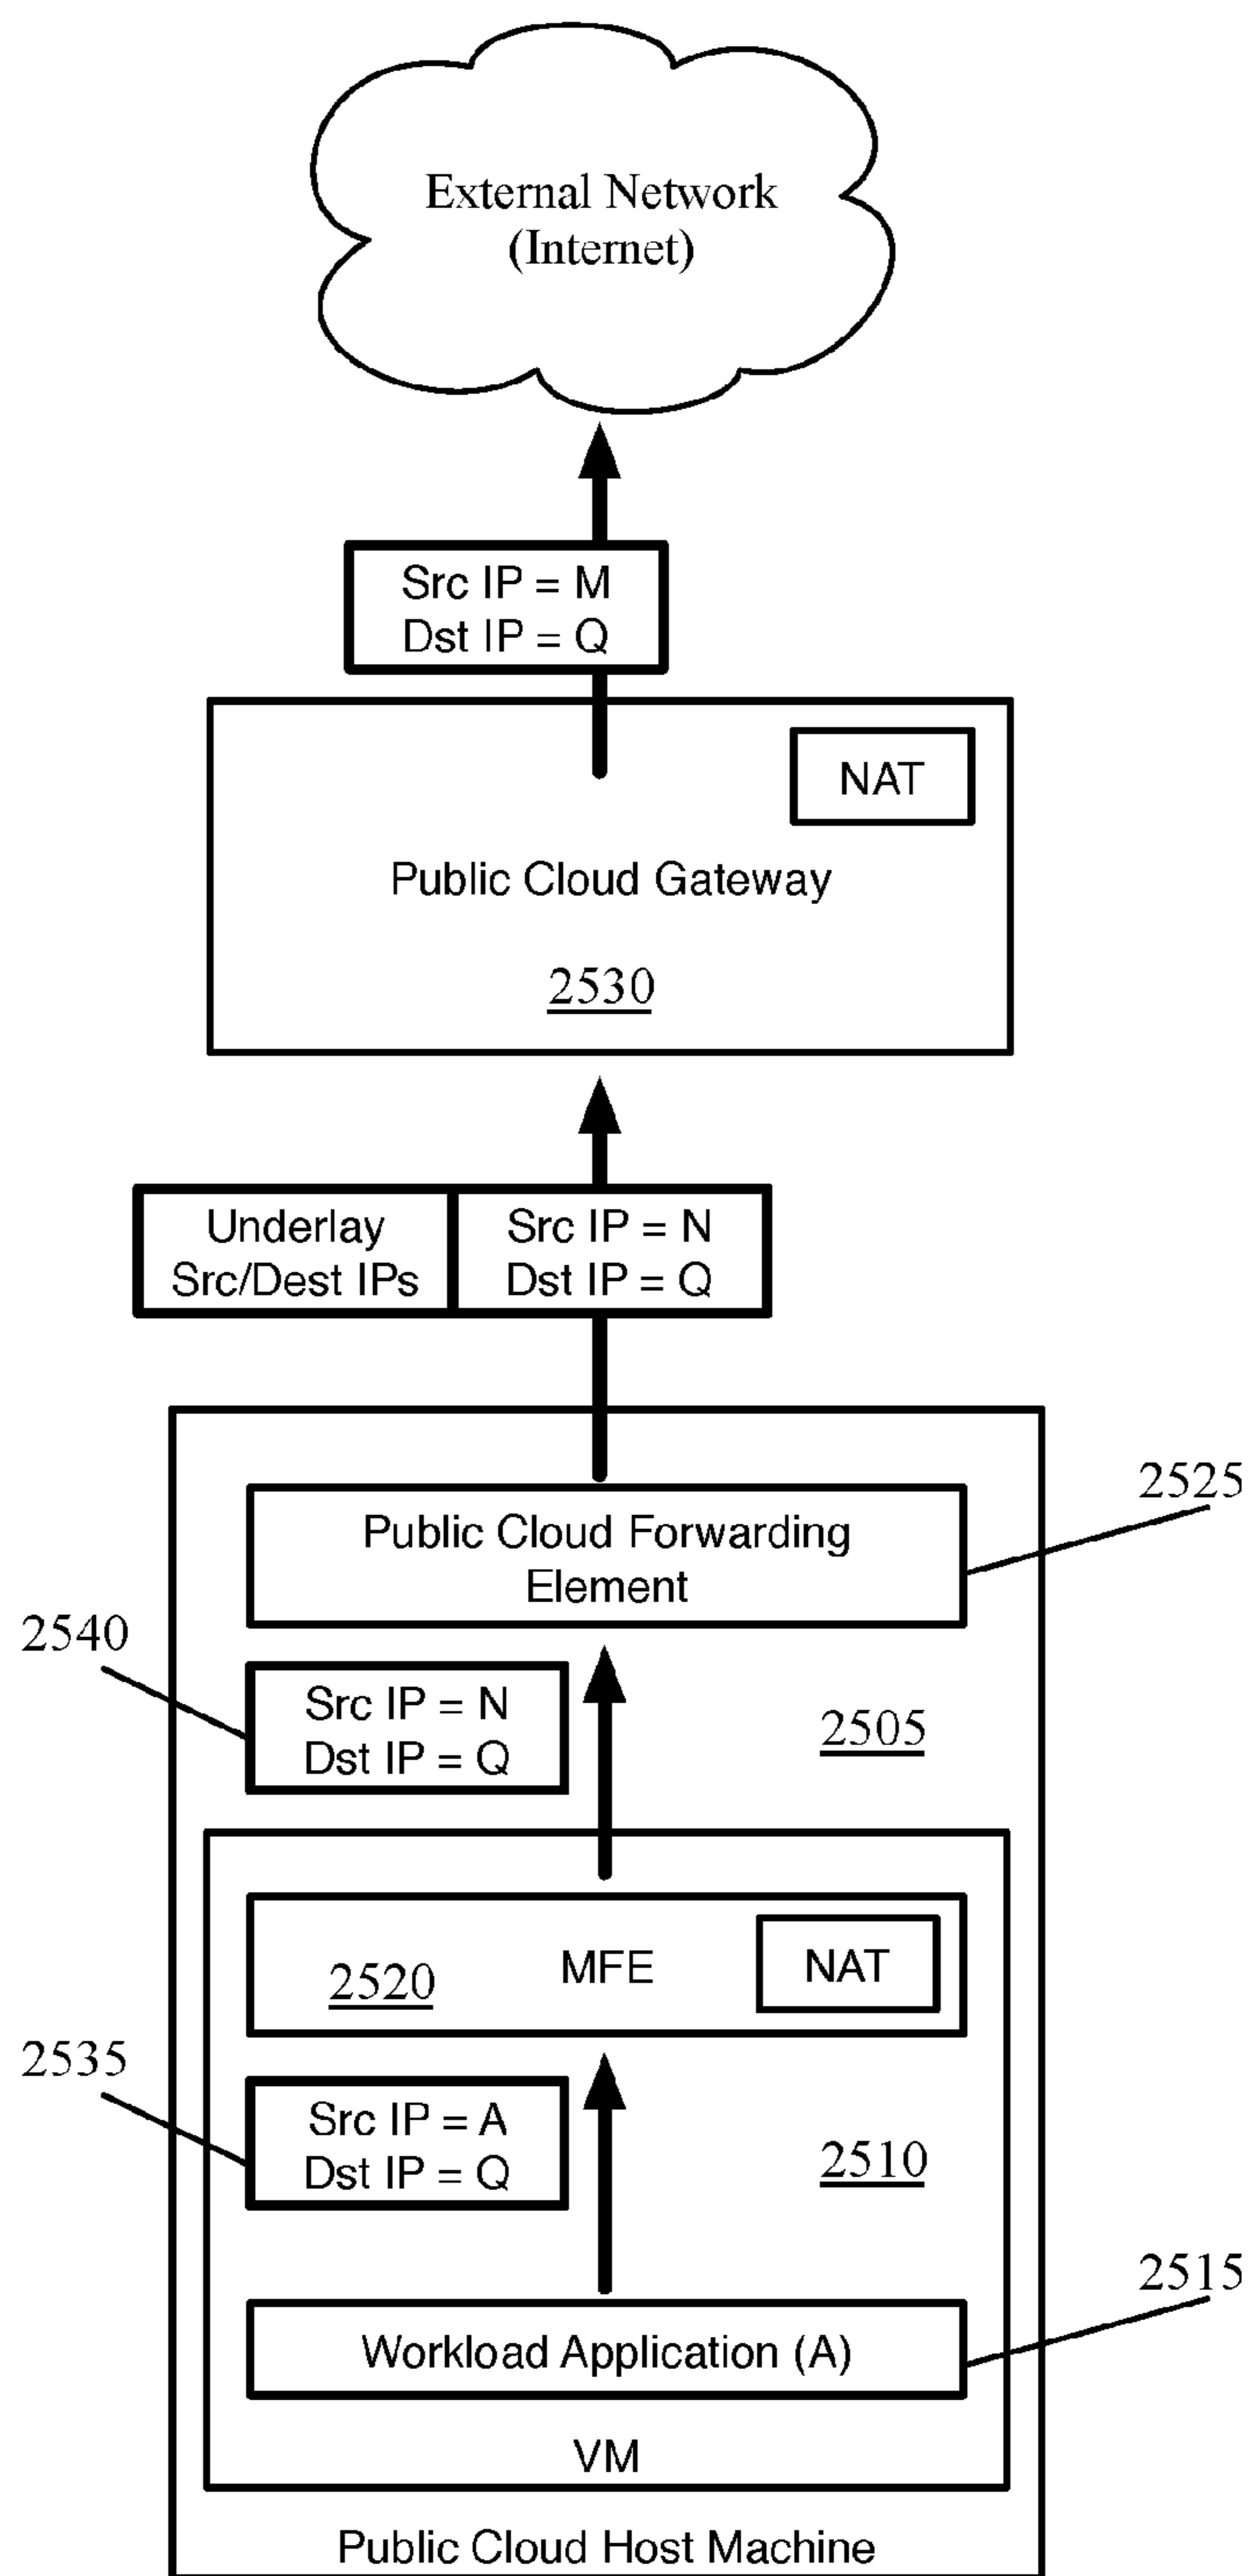 External Network
(Internet)
Src IP = M
Dst IP = Q
NAT
Public Cloud Gateway
2530
Underlay
Src/Dest IPs
Src IP = N
Dst IP = Q
2525
Public Cloud Forwarding
Element
2540
Src IP = N
Dst IP = Q
2505
2520
MFE
NAT
2535
Src IP = A
Dst IP = Q
2510
2515
Workload Application (A)
VM
Public Cloud Host Machine